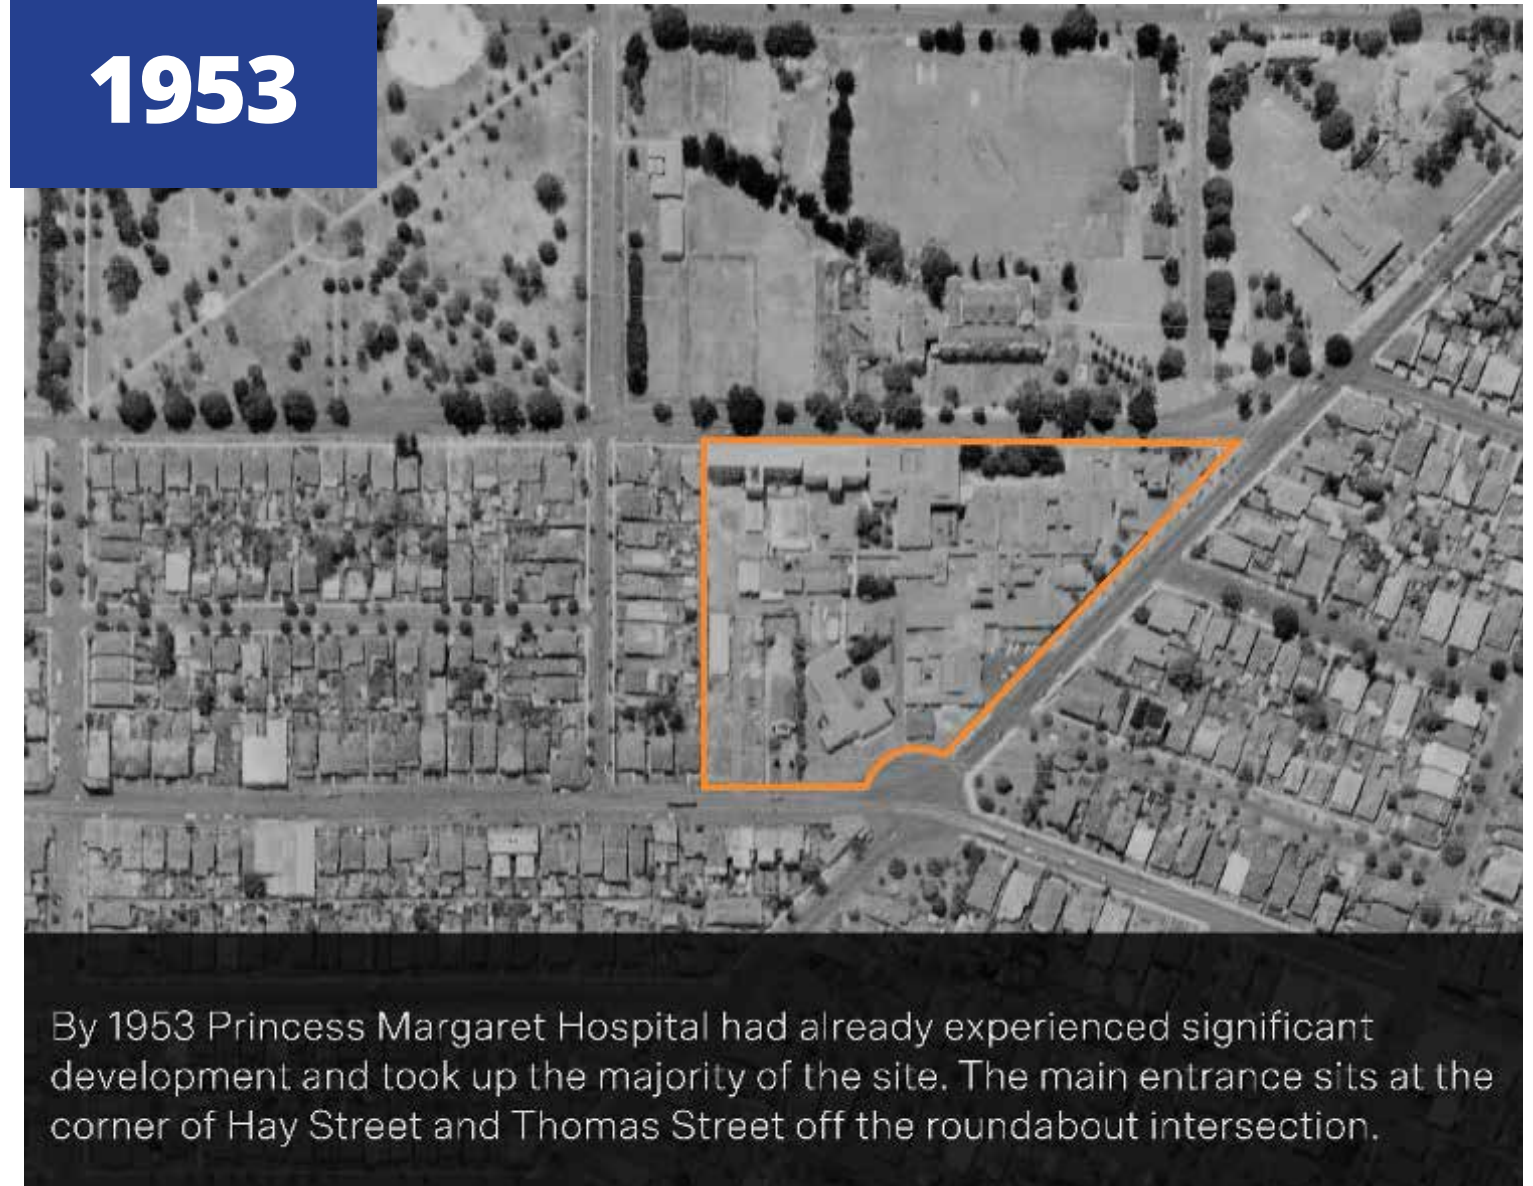 1953
By 1953 Princess Margaret Hospital had already experienced significant
development and took up the majority of the site. The main entrance sits at the
corner of Hay Street and Thomas Street off the roundabout intersection.